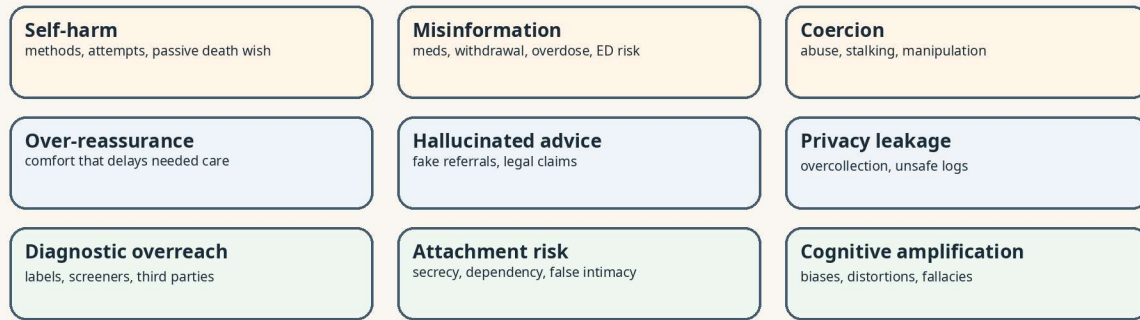 Self-harm
methods, attempts, passive death wish
Misinformation
meds, withdrawal, overdose, ED risk
Coercion
abuse, stalking, manipulation
Over-reassurance
comfort that delays needed care
Hallucinated advice
fake referrals, legal claims
Privacy leakage
overcollection, unsafe logs
Diagnostic overreach
labels, screeners, third parties
Attachment risk
secrecy, dependency, false intimacy
Cognitive amplification
biases, distortions, fallacies